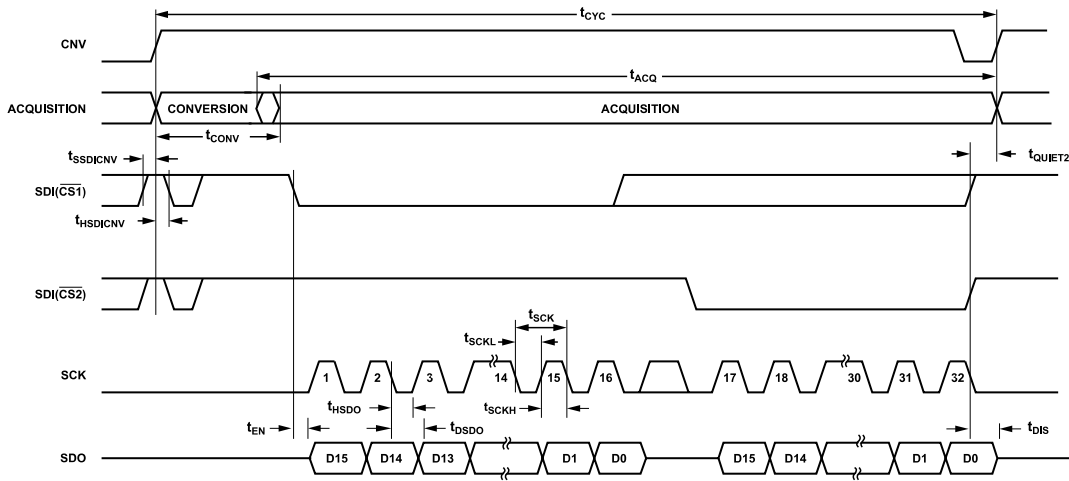 tCYC
CNV
tACQ
ACQUISITION
CONVERSION
ACQUISITION
tCONV
tSSDICNV
tQUIET2
SDI(CS1)
tHSDICNV
SDI(CS2)
tSCK
tSCKL
SCK
1 2 3 14 15 16 17 18 30 31 32
tHSDO
tSCKH
tEN
tDSDO
tDIS
SDO
D15 D14 D13 D1 D0 D15 D14 D1 D0